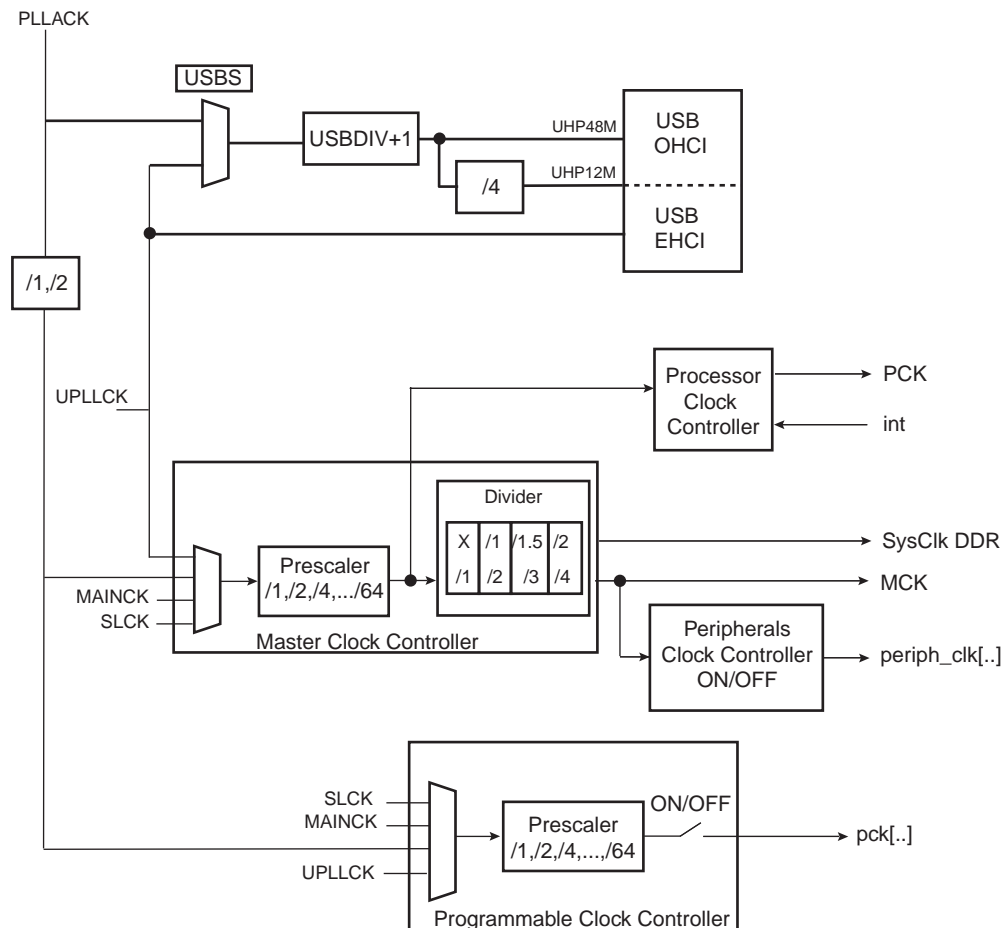 PLLACK
USBS
USBDIV+1
UHP48M
USB
OHCI
/4
UHP12M
USB
EHCI
/1,/2
UPLLCK
Processor
Clock
Controller
PCK
int
Divider
X /1 /1.5 /2
/1 /2 /3 /4
SysClk DDR
MCK
Prescaler
/1,/2,/4,.../64
MAINCK
SLCK
Master Clock Controller
Peripherals
Clock Controller
ON/OFF
periph_clk[..]
SLCK
MAINCK
UPLLCK
Prescaler
/1,/2,/4,...,/64
ON/OFF
pck[..]
Programmable Clock Controller